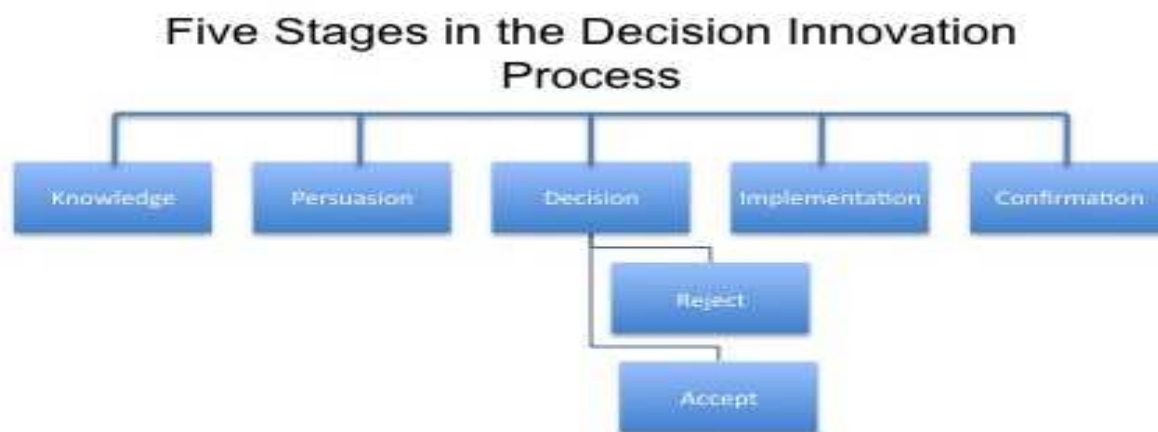 Five Stages in the Decision Innovation
Process
Knowledge
Persuasion
Decision
Implementation
Confirmation
Reject
Accept